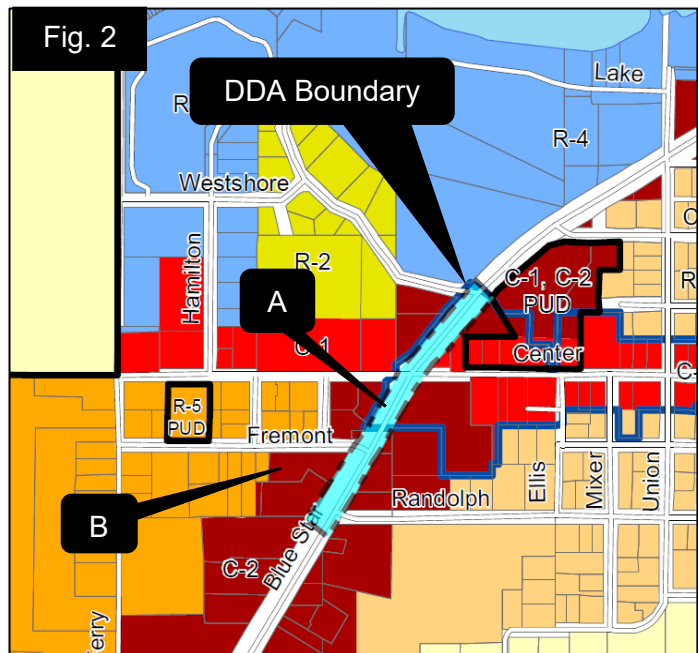 Fig. 2
DDA Boundary
Lake
R
R-4
Westshore
R-2
Hamilton
C-1, C-2
PUD
R
A
C-1
Center
C-
R-5
PUD
Fremont
Ellis
Mixer
Union
Randolph
B
Blue Star
C-2